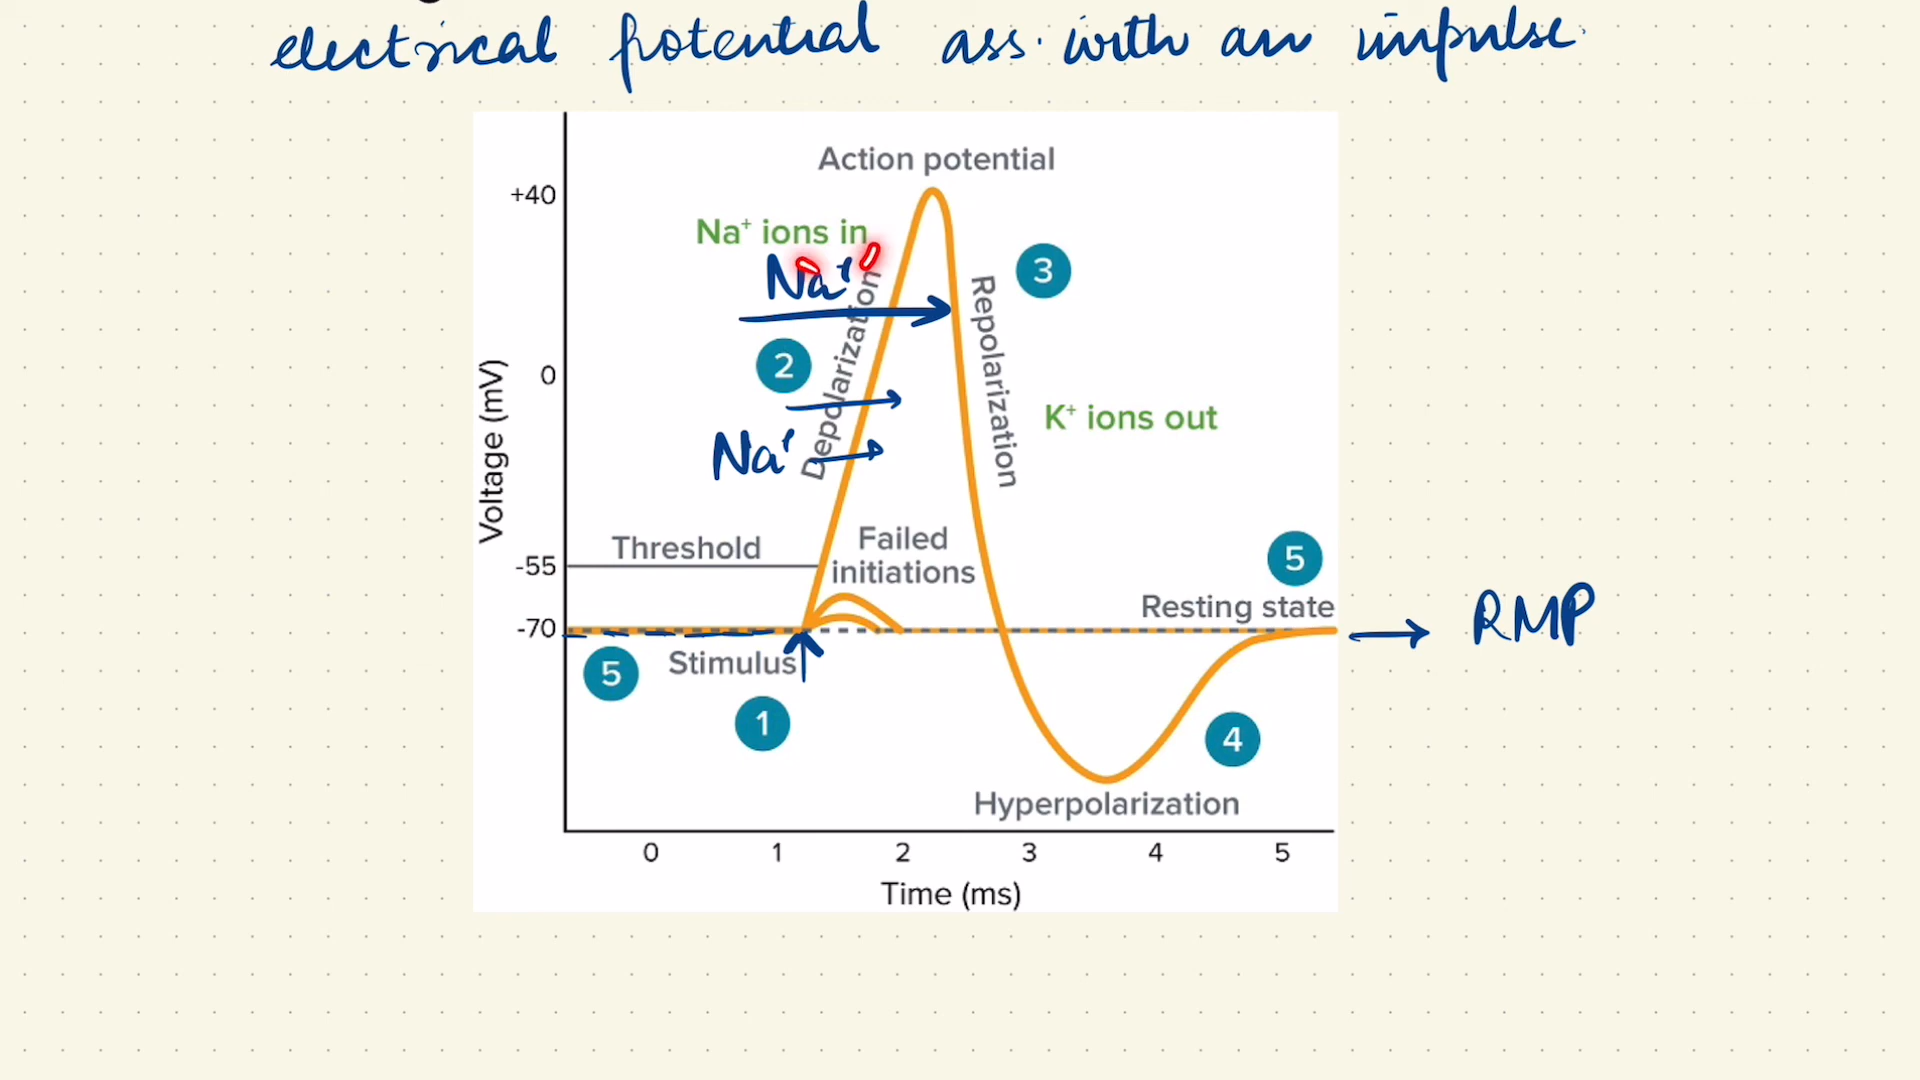 electrical potential ass. with an impulse.
Action potential
+40
Na⁺ ions in
Na⁺
3
Repolarization
Depolarization
2
0
Voltage (mV)
K⁺ ions out
Na⁺
Threshold
Failed
initiations
-55
5
Resting state
RMP
-70
Stimulus
5
1
4
Hyperpolarization
0 1 2 3 4 5
Time (ms)